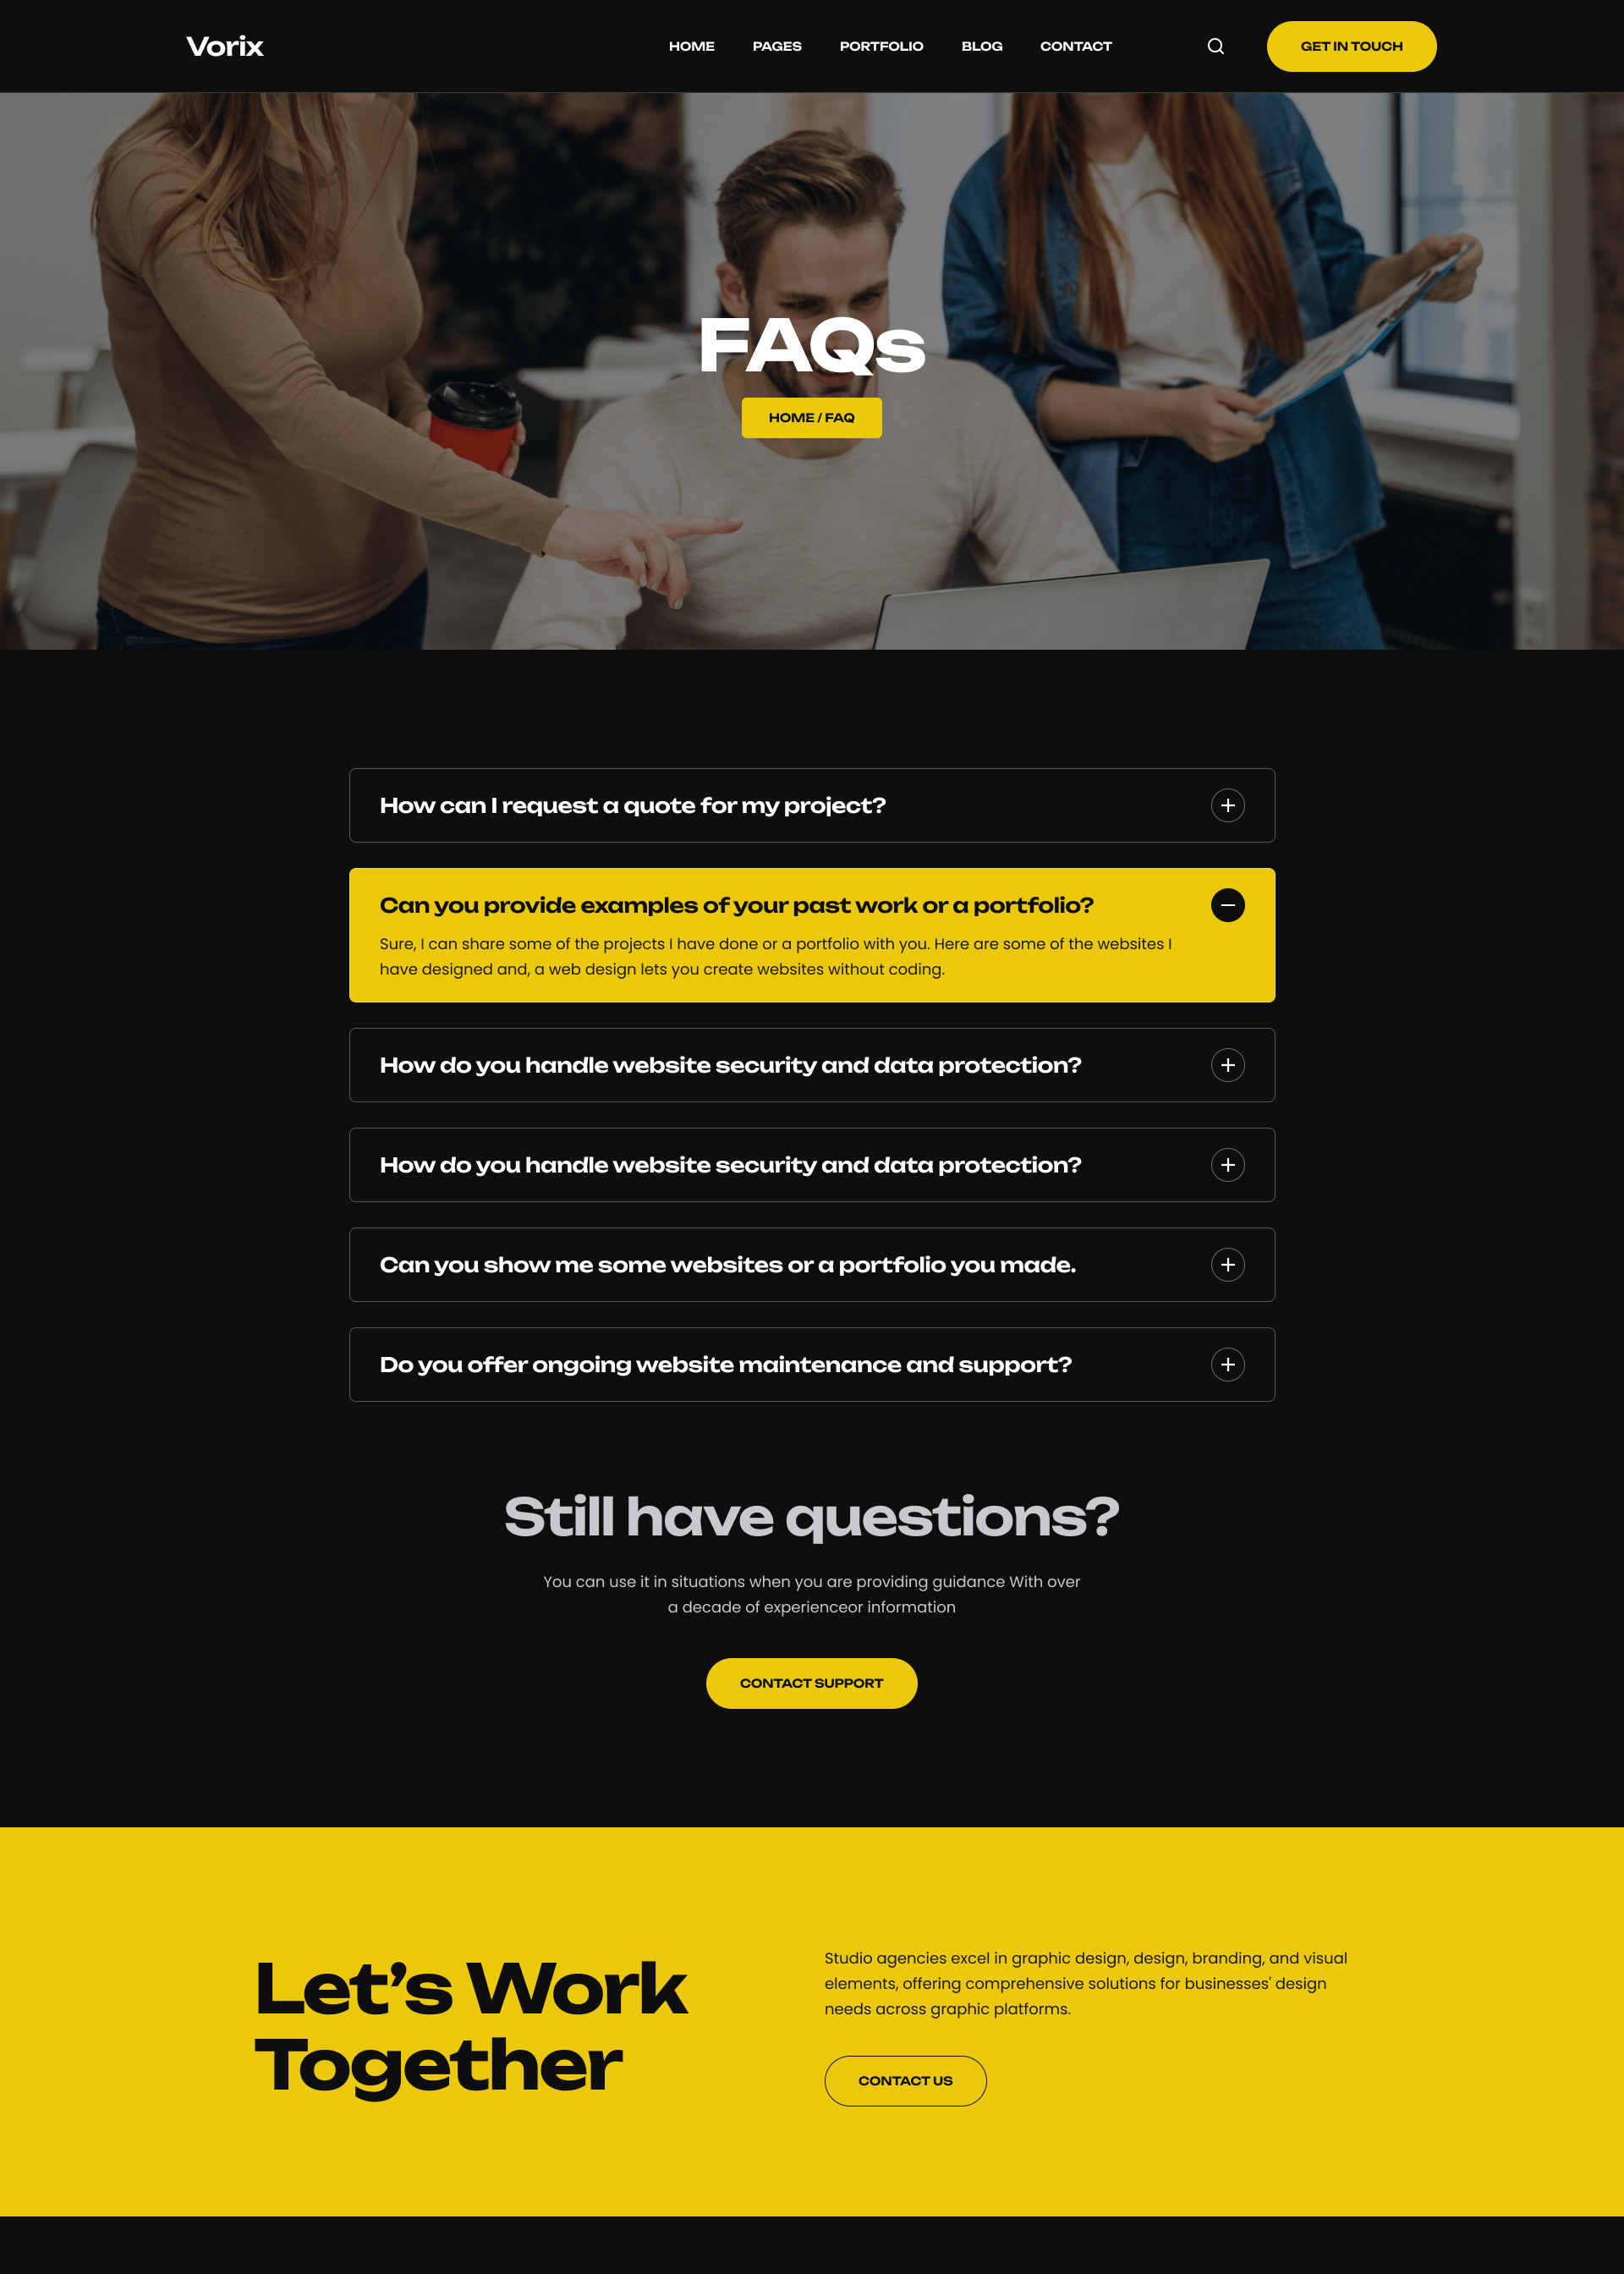 Vorix
HOME PAGES PORTFOLIO BLOG CONTACT GET IN TOUCH
FAQs
HOME / FAQ
How can I request a quote for my project?
Can you provide examples of your past work or a portfolio?
Sure, I can share some of the projects I have done or a portfolio with you. Here are some of the websites I
have designed and, a web design lets you create websites without coding.
How do you handle website security and data protection?
How do you handle website security and data protection?
Can you show me some websites or a portfolio you made.
Do you offer ongoing website maintenance and support?
Still have questions?
You can use it in situations when you are providing guidance With over
a decade of experienceor information
CONTACT SUPPORT
Let’s Work
Together
Studio agencies excel in graphic design, design, branding, and visual
elements, offering comprehensive solutions for businesses' design
needs across graphic platforms.
CONTACT US